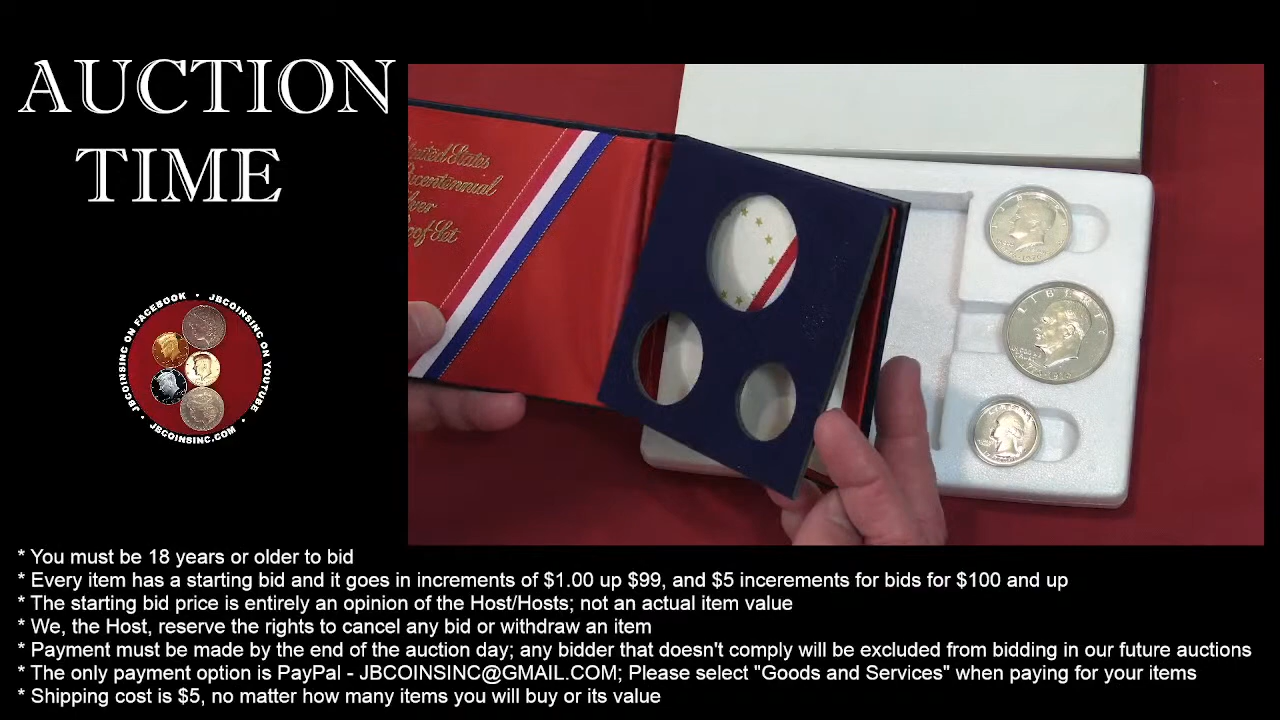 AUCTION
TIME
United States
Bicentennial
Silver
Proof Set
JBCOINSINC ON FACEBOOK • JBCOINSINC ON YOUTUBE • JBCOINSINC.COM •
LIBERTY
LIBERTY
* You must be 18 years or older to bid
* Every item has a starting bid and it goes in increments of $1.00 up $99, and $5 incerements for bids for $100 and up
* The starting bid price is entirely an opinion of the Host/Hosts; not an actual item value
* We, the Host, reserve the rights to cancel any bid or withdraw an item
* Payment must be made by the end of the auction day; any bidder that doesn't comply will be excluded from bidding in our future auctions
* The only payment option is PayPal - JBCOINSINC@GMAIL.COM; Please select "Goods and Services" when paying for your items
* Shipping cost is $5, no matter how many items you will buy or its value